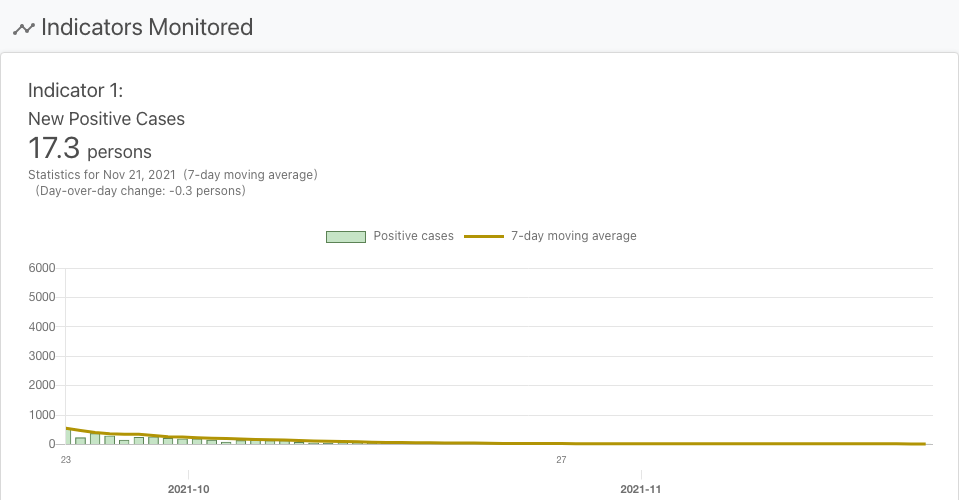 Indicators Monitored
Indicator 1:
New Positive Cases
17.3 persons
Statistics for Nov 21, 2021 (7-day moving average)
(Day-over-day change: -0.3 persons)
Positive cases 7-day moving average
6000
5000
4000
3000
2000
1000
0
23 27
2021-10 2021-11